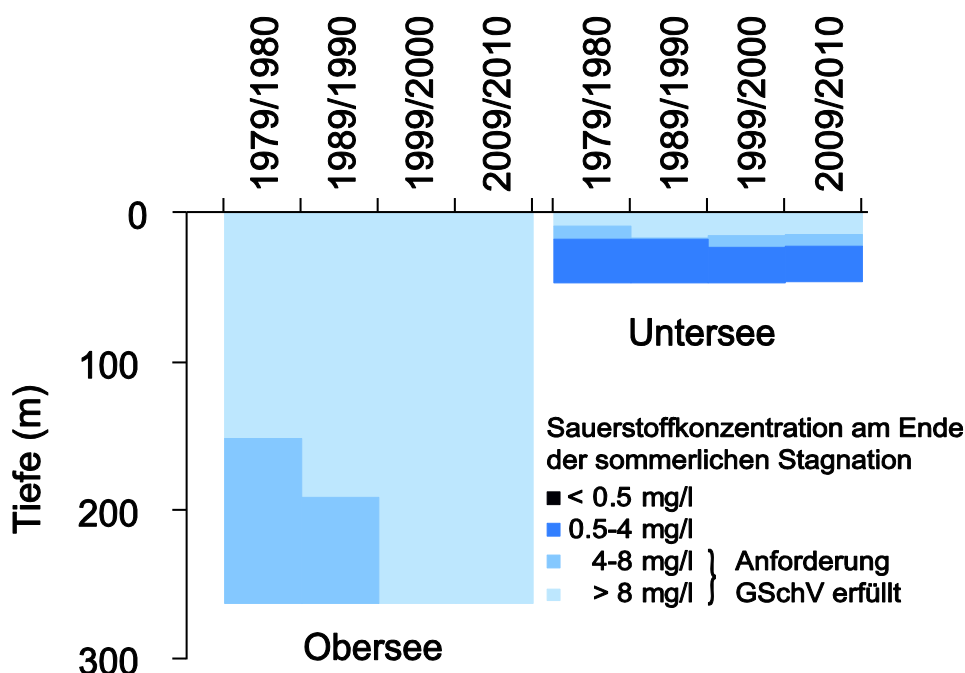 1979/1980
1989/1990
1999/2000
2009/2010
1979/1980
1989/1990
1999/2000
2009/2010
Tiefe (m)
0
100
200
300
Obersee
Untersee
Sauerstoffkonzentration am Ende
der sommerlichen Stagnation
< 0.5 mg/l
0.5-4 mg/l
4-8 mg/l } Anforderung
> 8 mg/l GSchV erfüllt